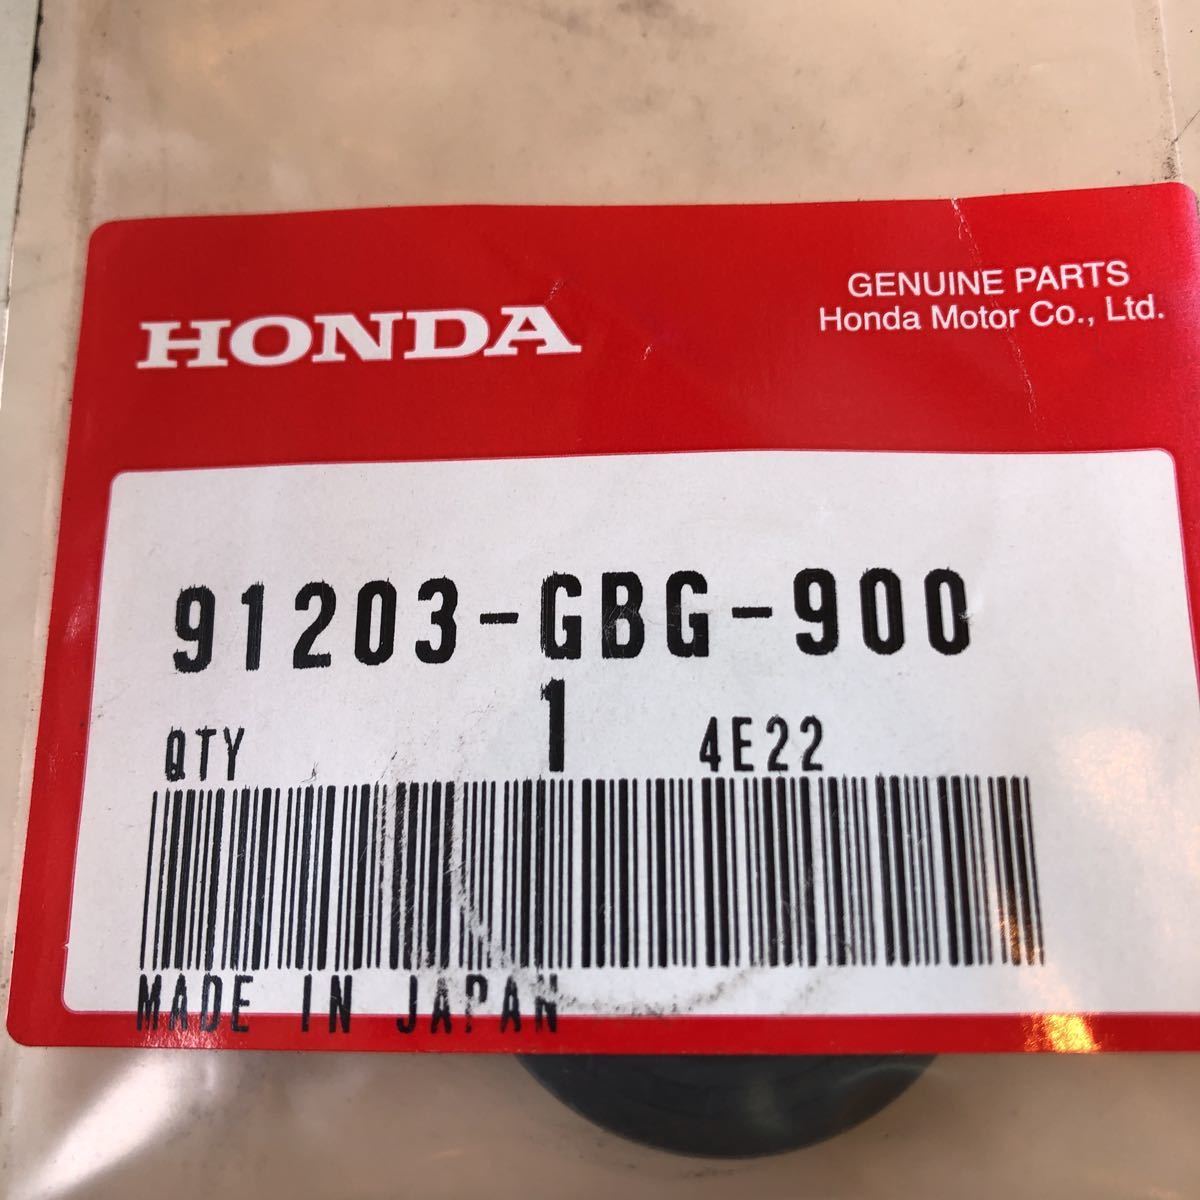 HONDA
GENUINE PARTS
Honda Motor Co., Ltd.
91203-GBG-900
QTY 1 4E22
MADE IN JAPAN